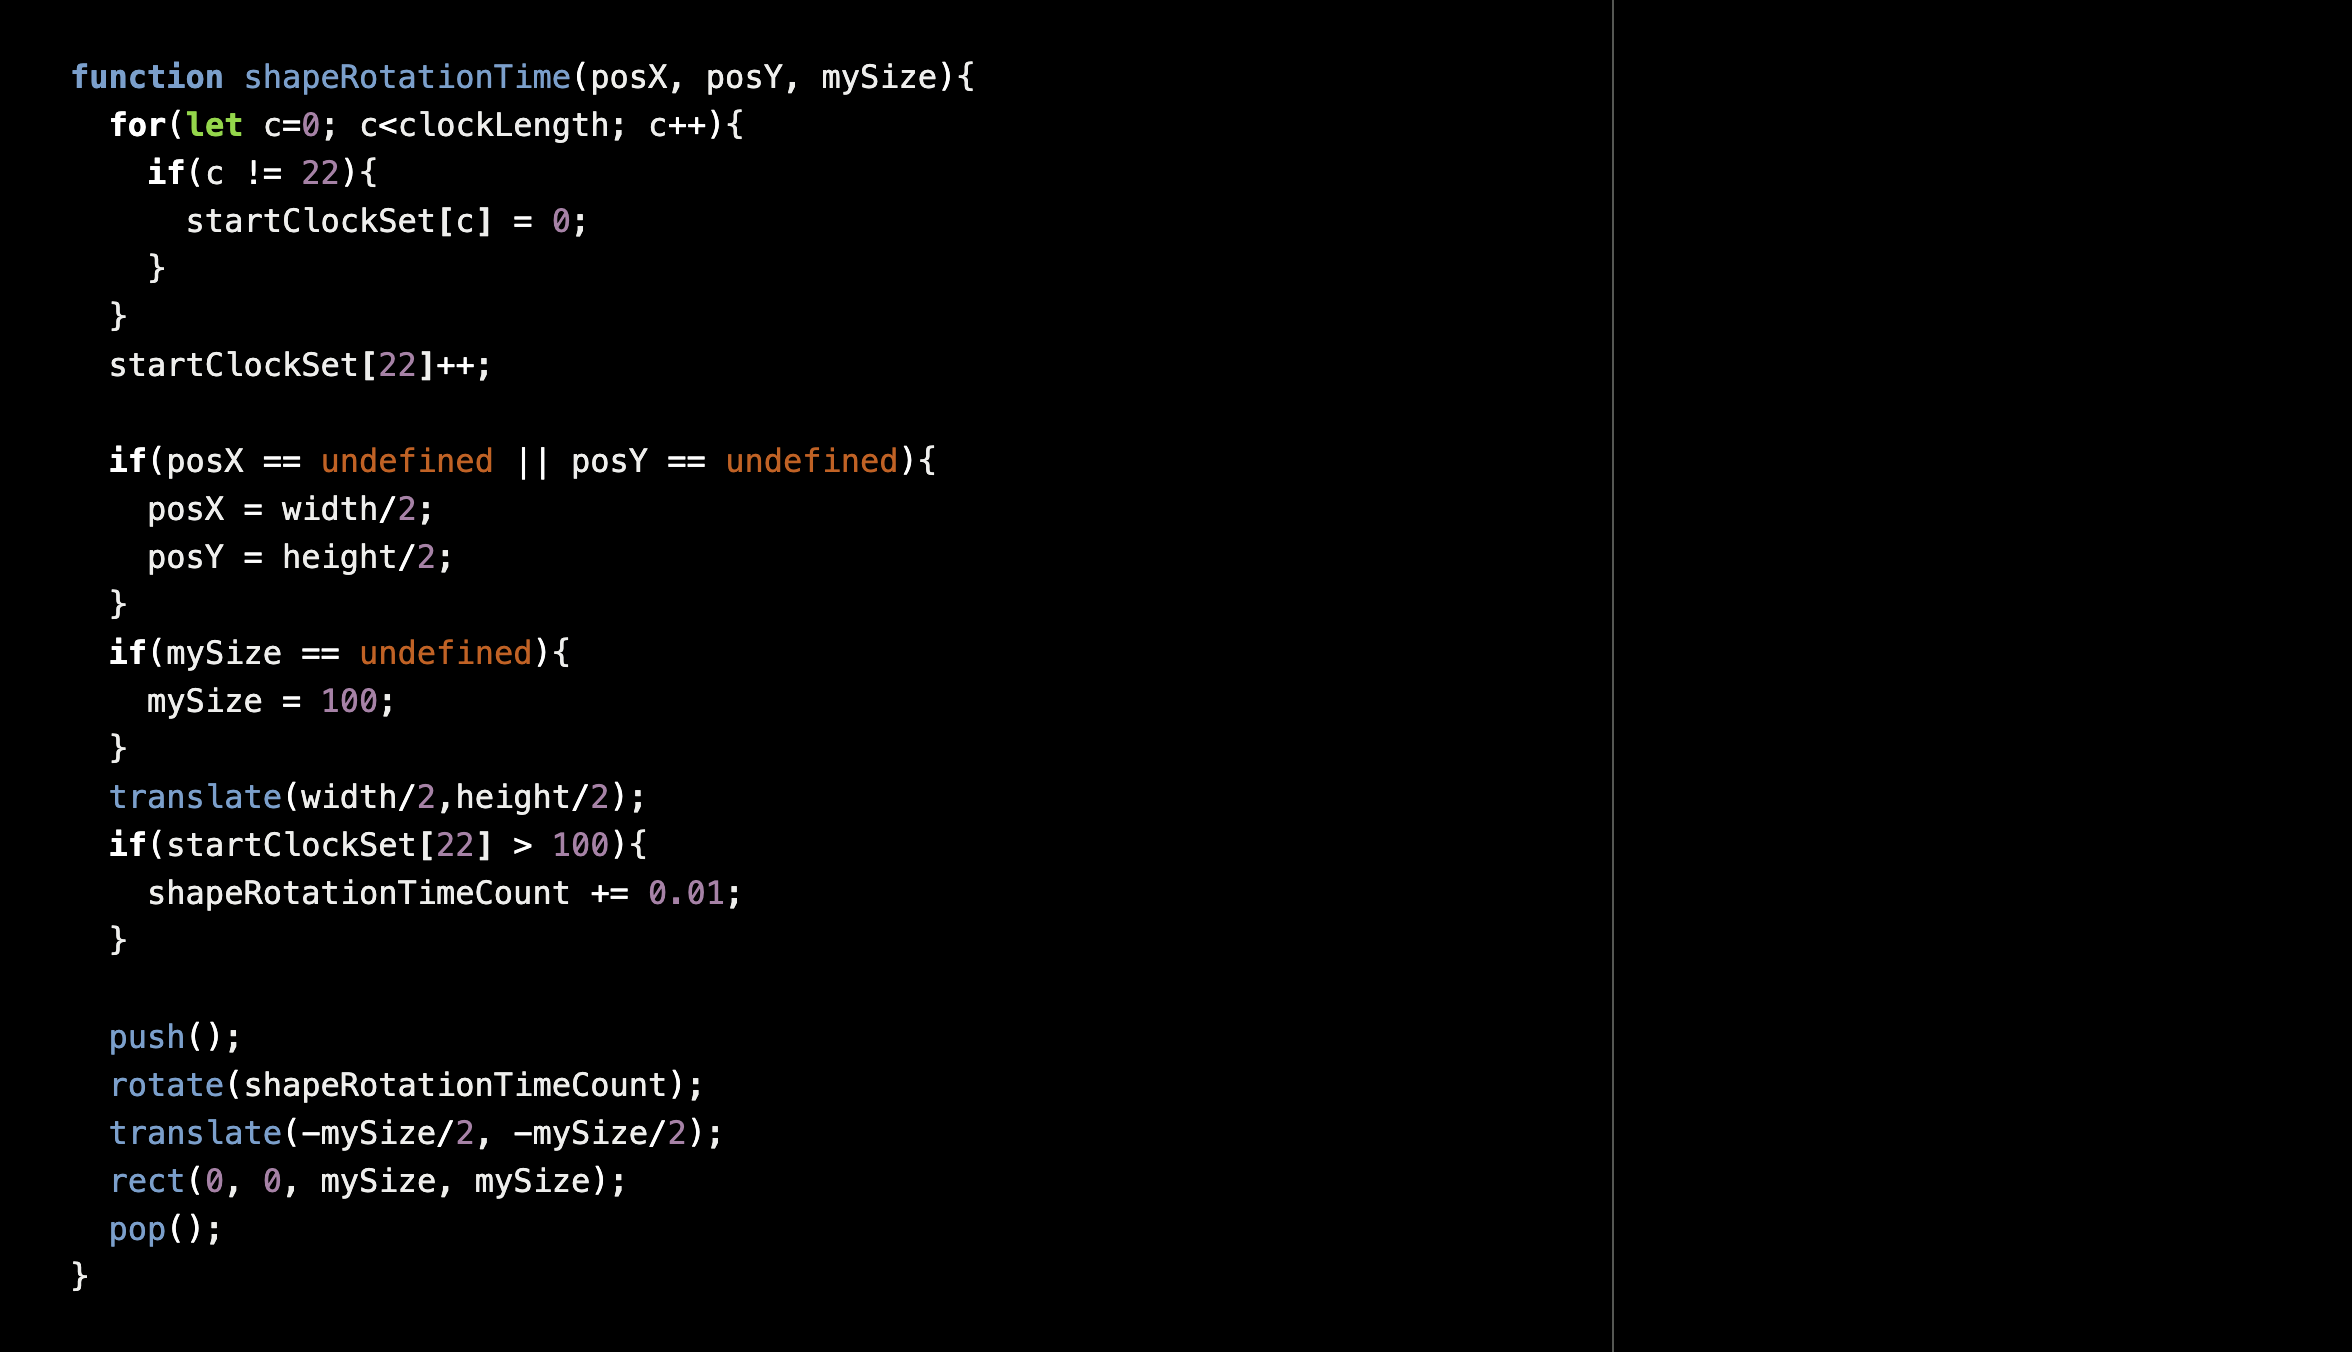 function shapeRotationTime(posX, posY, mySize){
  for(let c=0; c<clockLength; c++){
    if(c != 22){
      startClockSet[c] = 0;
    }
  }
  startClockSet[22]++;

  if(posX == undefined || posY == undefined){
    posX = width/2;
    posY = height/2;
  }
  if(mySize == undefined){
    mySize = 100;
  }
  translate(width/2,height/2);
  if(startClockSet[22] > 100){
    shapeRotationTimeCount += 0.01;
  }

  push();
  rotate(shapeRotationTimeCount);
  translate(-mySize/2, -mySize/2);
  rect(0, 0, mySize, mySize);
  pop();
}